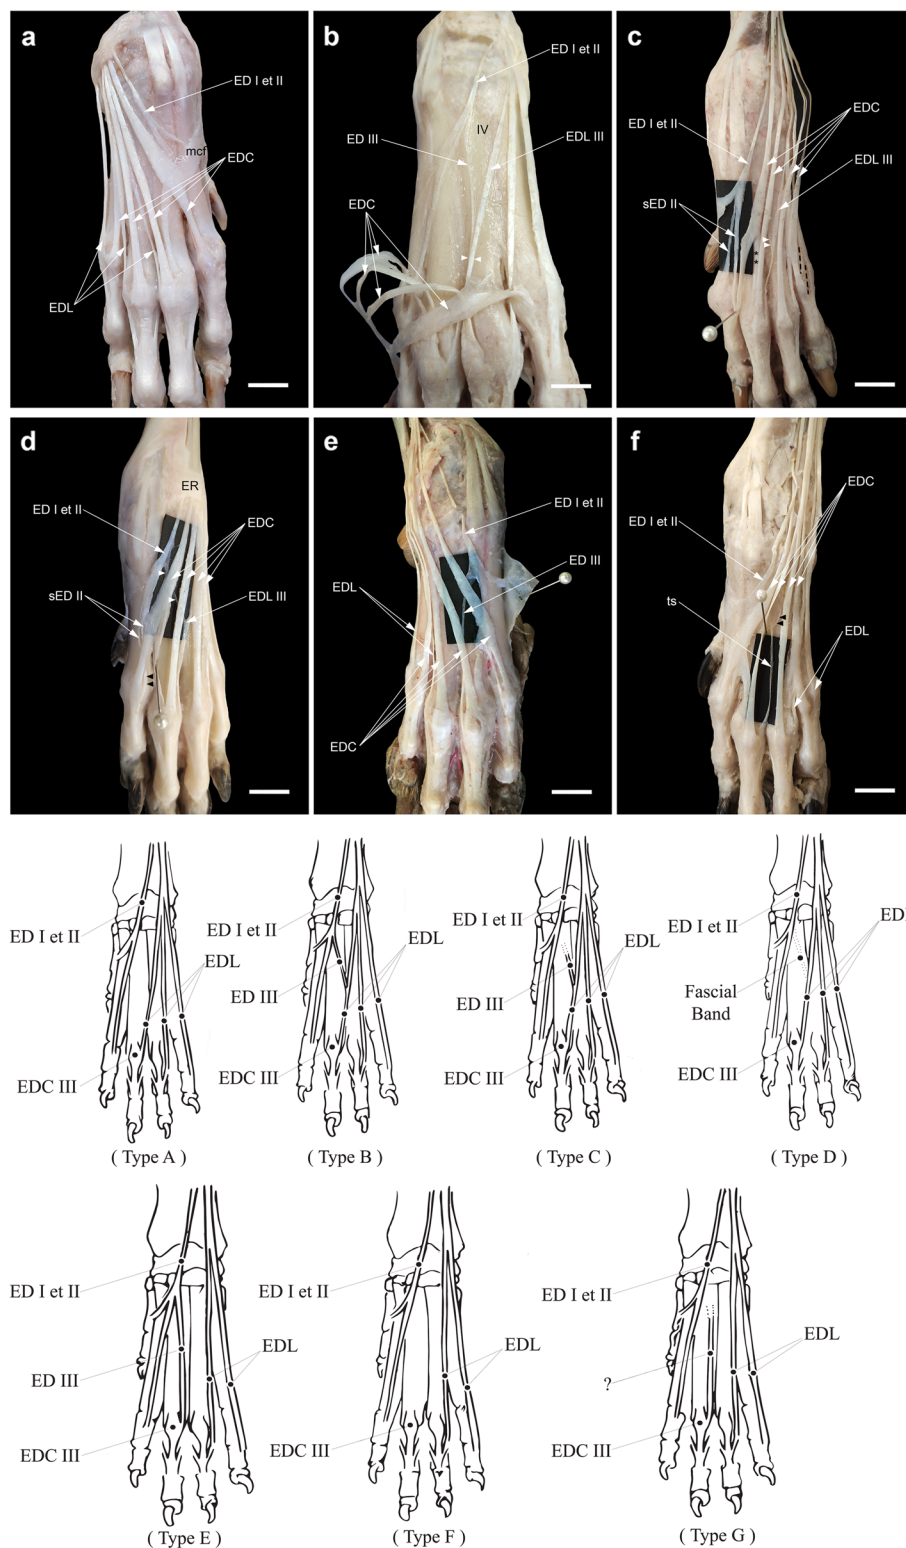 a
ED I et II
mcf
EDC
EDL
b
ED I et II
IV
ED III
EDL III
EDC
c
EDC
ED I et II
EDL III
sED II
**
d
ER
ED I et II
EDC
sED II
EDL III
e
ED I et II
ED III
EDL
EDC
f
EDC
ED I et II
ts
EDL
ED I et II
EDL
EDC III
( Type A )
ED I et II
EDL
ED III
EDC III
( Type B )
ED I et II
EDL
ED III
EDC III
( Type C )
ED I et II
Fascial
Band
EDC III
( Type D )
ED I et II
EDL
ED III
EDC III
( Type E )
ED I et II
EDL
EDC III
( Type F )
ED I et II
EDL
?
EDC III
( Type G )